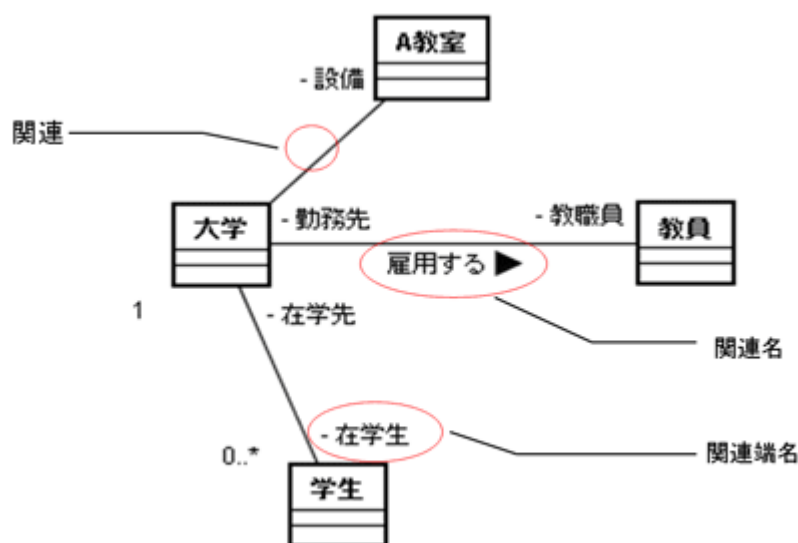 A教室
- 設備
関連
大学
- 勤務先
- 教職員
教員
雇用する ▶
1
- 在学先
関連名
- 在学生
0..*
関連端名
学生